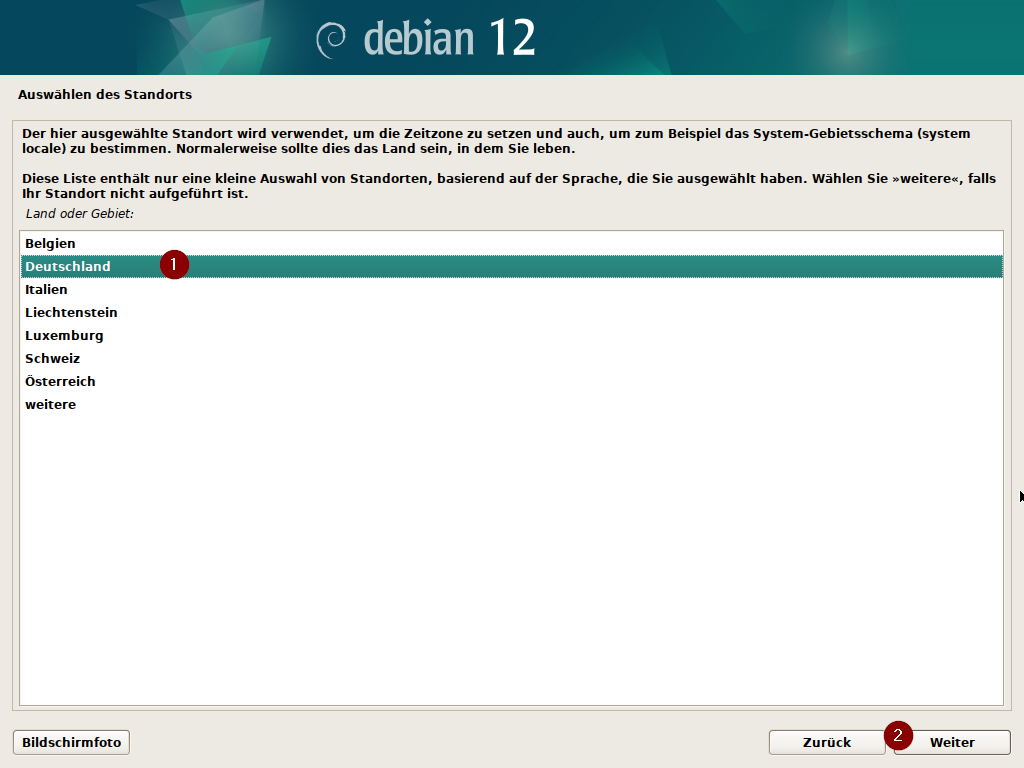 debian 12
Auswählen des Standorts
Der hier ausgewählte Standort wird verwendet, um die Zeitzone zu setzen und auch, um zum Beispiel das System-Gebietsschema (system
locale) zu bestimmen. Normalerweise sollte dies das Land sein, in dem Sie leben.
Diese Liste enthält nur eine kleine Auswahl von Standorten, basierend auf der Sprache, die Sie ausgewählt haben. Wählen Sie »weitere«, falls
Ihr Standort nicht aufgeführt ist.
Land oder Gebiet:
Belgien
Deutschland 1
Italien
Liechtenstein
Luxemburg
Schweiz
Österreich
weitere
Bildschirmfoto Zurück 2 Weiter